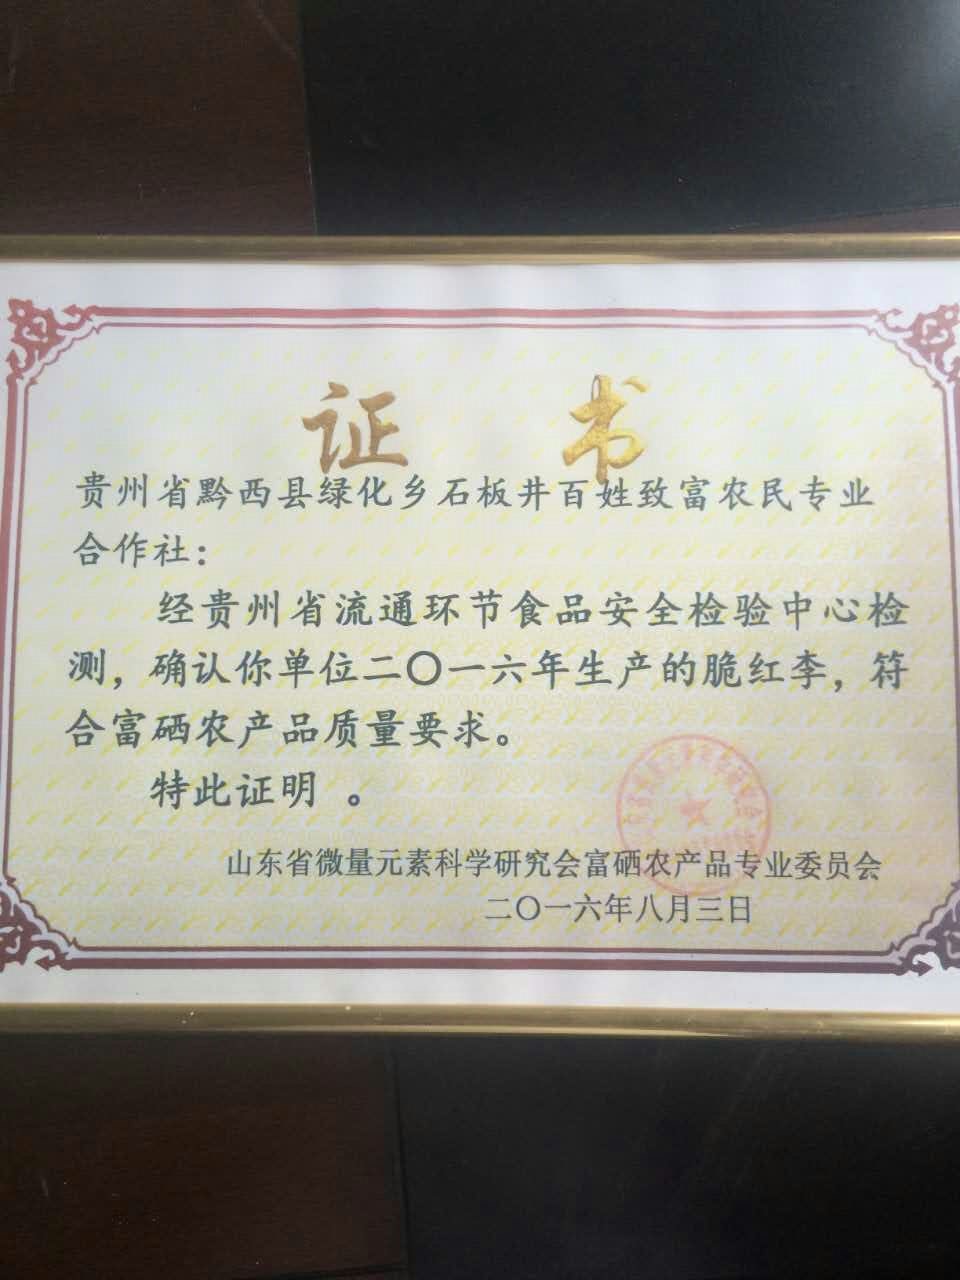 证书
贵州省黔西县绿化乡石板井百姓致富农民专业
合作社：
经贵州省流通环节食品安全检验中心检
测，确认你单位二〇一六年生产的脆红李，符
合富硒农产品质量要求。
特此证明 。
山东省微量元素科学研究会富硒农产品专业委员会
二〇一六年八月三日